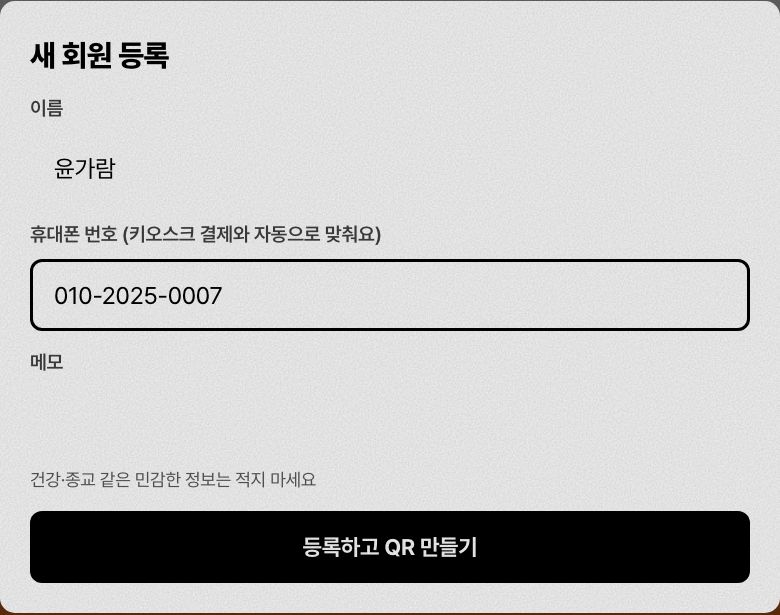 새 회원 등록
이름
윤가람
휴대폰 번호 (키오스크 결제와 자동으로 맞춰요)
010-2025-0007
메모
건강·종교 같은 민감한 정보는 적지 마세요
등록하고 QR 만들기